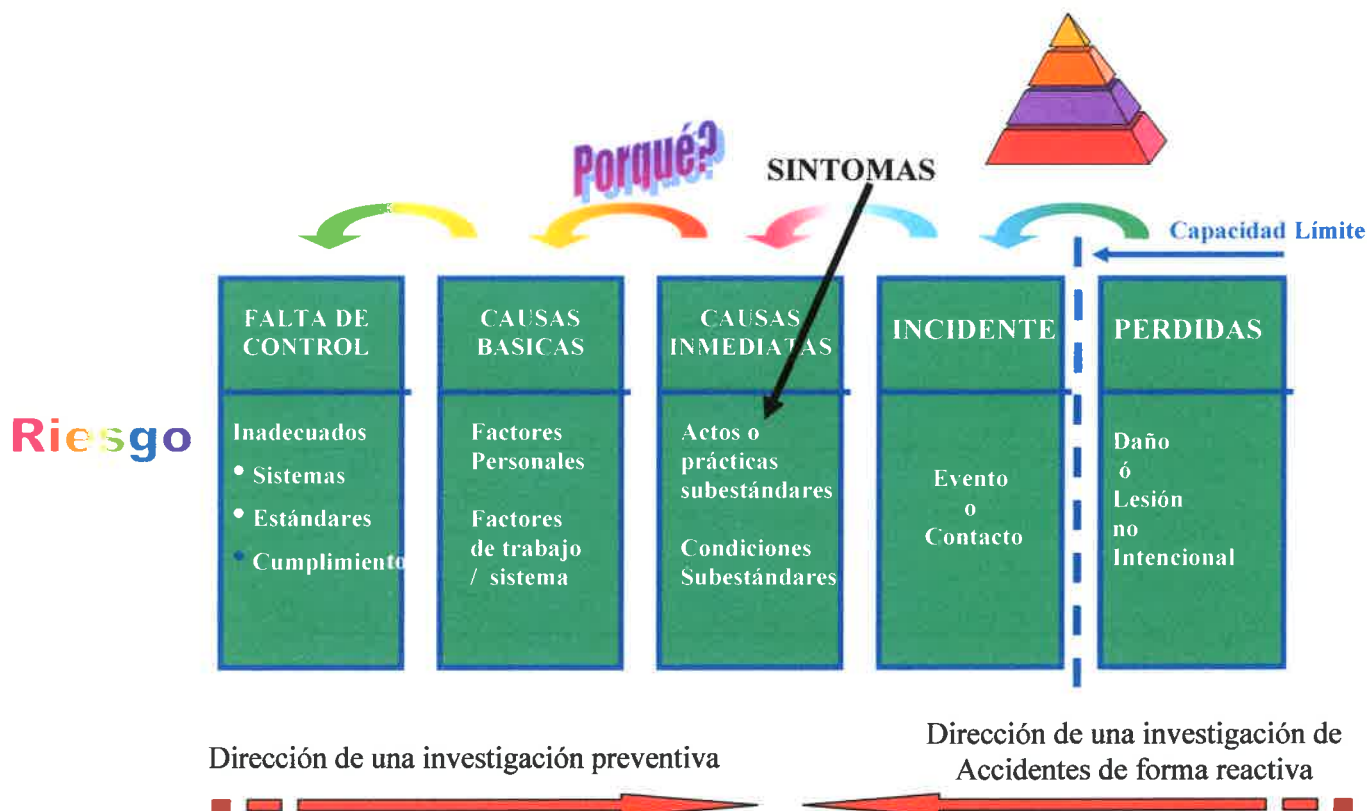 Porqué?
SINTOMAS
Capacidad Límite
Riesgo
FALTA DE
CONTROL
Inadecuados
• Sistemas
• Estándares
• Cumplimiento
CAUSAS
BASICAS
Factores
Personales
Factores
de trabajo
/ sistema
CAUSAS
INMEDIATAS
Actos o
prácticas
subestándares
Condiciones
Subestándares
INCIDENTE
Evento
o
Contacto
PERDIDAS
Daño
ó
Lesión
no
Intencional
Dirección de una investigación preventiva
Dirección de una investigación de
Accidentes de forma reactiva